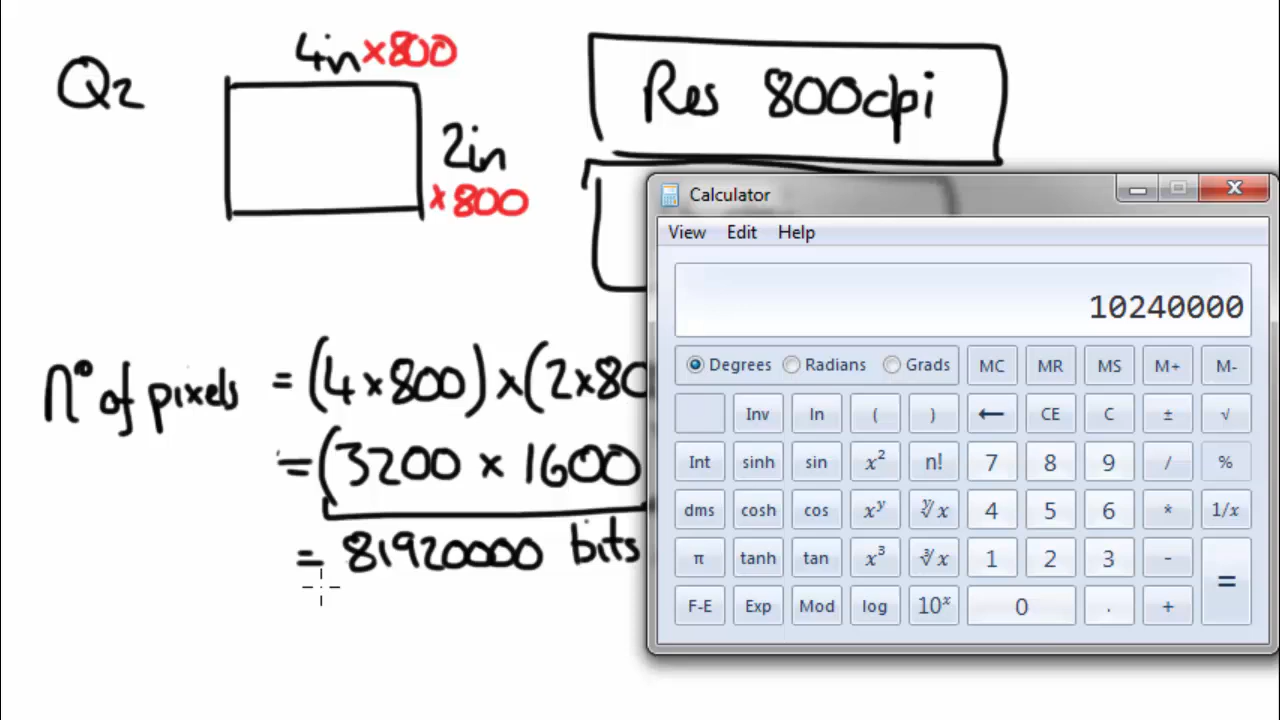 Q2
4in ×800
2in
×800
Res 800dpi
Calculator
View Edit Help
10240000
Degrees Radians Grads MC MR MS M+ M-
Inv ln ( ) ← CE C ± √
Int sinh sin x² n! 7 8 9 / %
dms cosh cos xʸ ʸ√x 4 5 6 * 1/x
π tanh tan x³ ³√x 1 2 3 - =
F-E Exp Mod log 10ˣ 0 . +
Nº of pixels = (4 × 800) × (2 × 80
= (3200 × 1600
= 81920000 bits